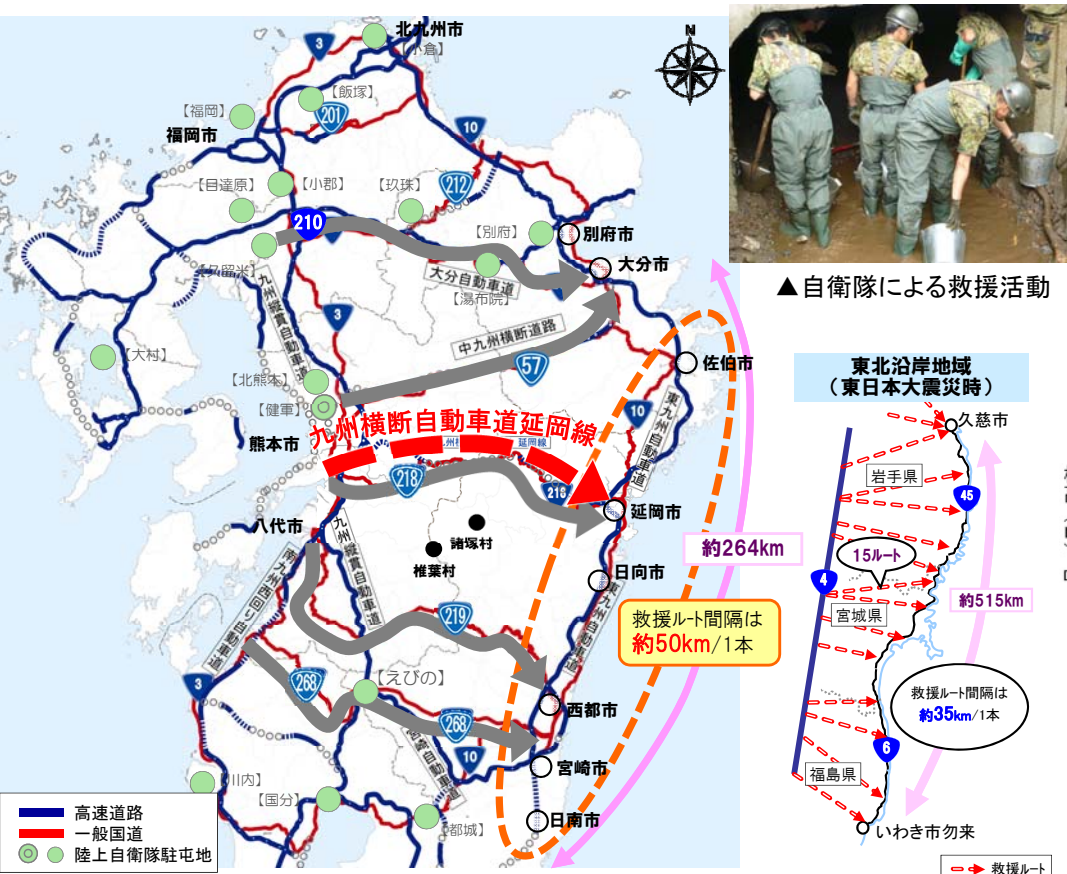 北九州市
【小倉】
3
【飯塚】
【福岡】
201
福岡市
10
N
【目達原】
【小郡】
【玖珠】
212
210
3
【別府】
別府市
【久留米】
大分市
大分自動車道
【湯布院】
九州縦貫自動車道
3
中九州横断道路
57
【大村】
【北熊本】
【健軍】
佐伯市
10
東九州自動車道
熊本市
九州横断自動車道延岡線
延岡線
218
218
延岡市
八代市
諸塚村
椎葉村
日向市
東九州自動車道
南九州西回り自動車道
九州縦貫自動車道
219
約264km
救援ルート間隔は
約50km/1本
3
268
【えびの】
268
西都市
10
宮崎市
【川内】
【国分】
【都城】
日南市
高速道路
一般国道
陸上自衛隊駐屯地
▲自衛隊による救援活動
東北沿岸地域
（東日本大震災時）
久慈市
岩手県
45
15ルート
4
宮城県
約515km
救援ルート間隔は
約35km/1本
6
福島県
いわき市勿来
救援ルート